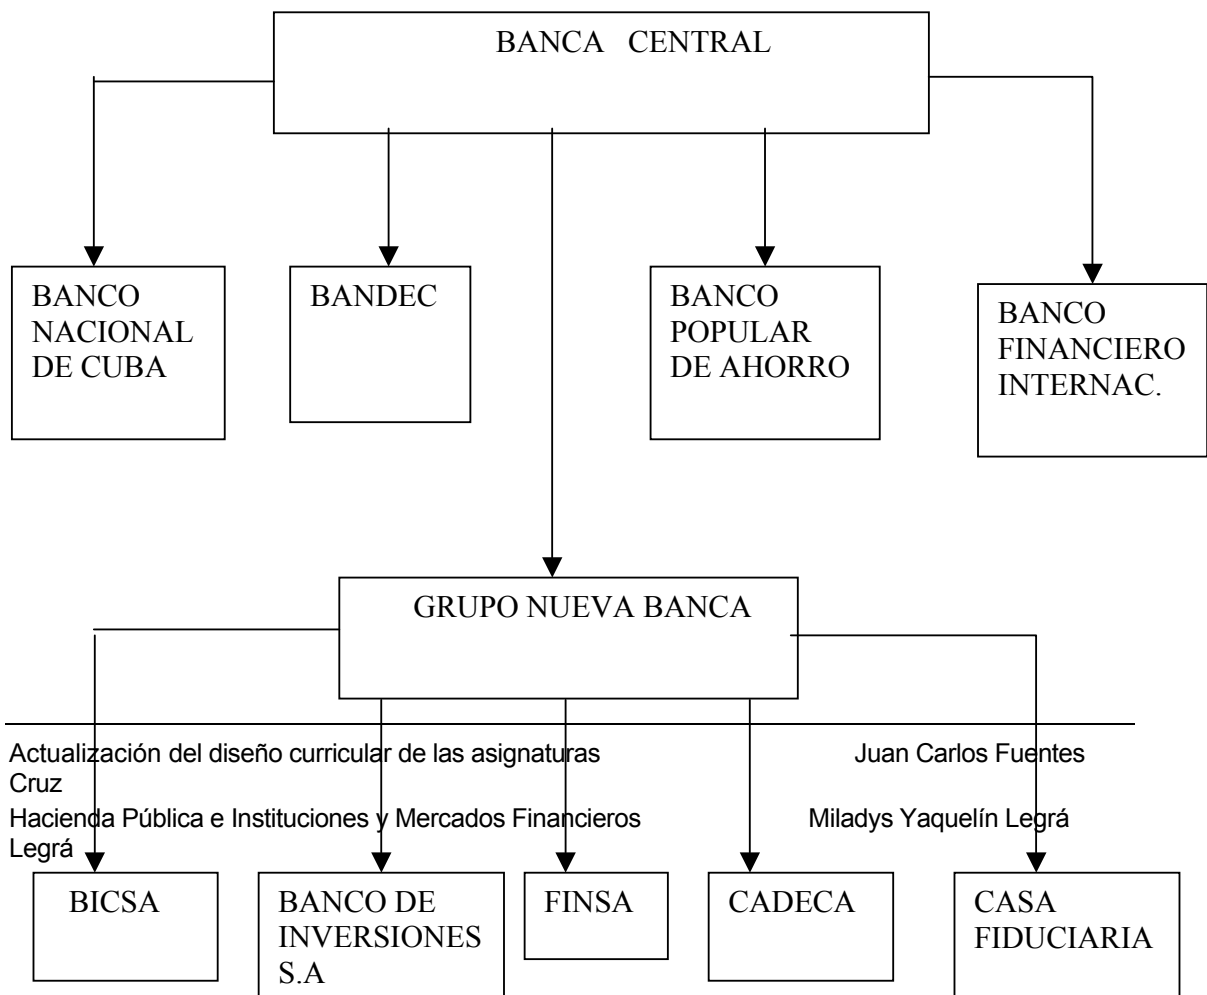 BANCA CENTRAL
BANCO
NACIONAL
DE CUBA
BANDEC
BANCO
POPULAR
DE AHORRO
BANCO
FINANCIERO
INTERNAC.
GRUPO NUEVA BANCA
Actualización del diseño curricular de las asignaturas Juan Carlos Fuentes
Cruz
Hacienda Pública e Instituciones y Mercados Financieros Miladys Yaquelín Legrá
Legrá
BICSA
BANCO DE
INVERSIONES
S.A
FINSA
CADECA
CASA
FIDUCIARIA